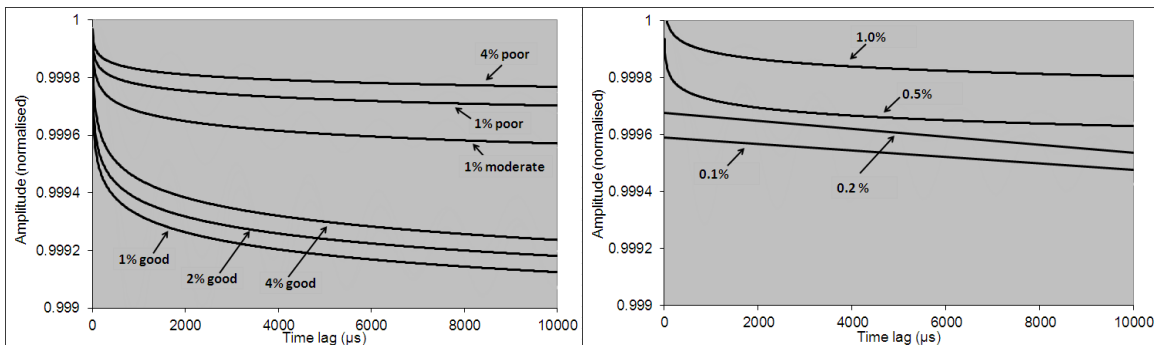 1
0.9998
0.9996
0.9994
0.9992
0.999
Amplitude (normalised)
4% poor
1% poor
1% moderate
1% good
2% good
4% good
0
2000
4000
6000
8000
10000
Time lag (µs)
1
0.9998
0.9996
0.9994
0.9992
0.999
Amplitude (normalised)
1.0%
0.5%
0.1%
0.2 %
0
2000
4000
6000
8000
10000
Time lag (µs)